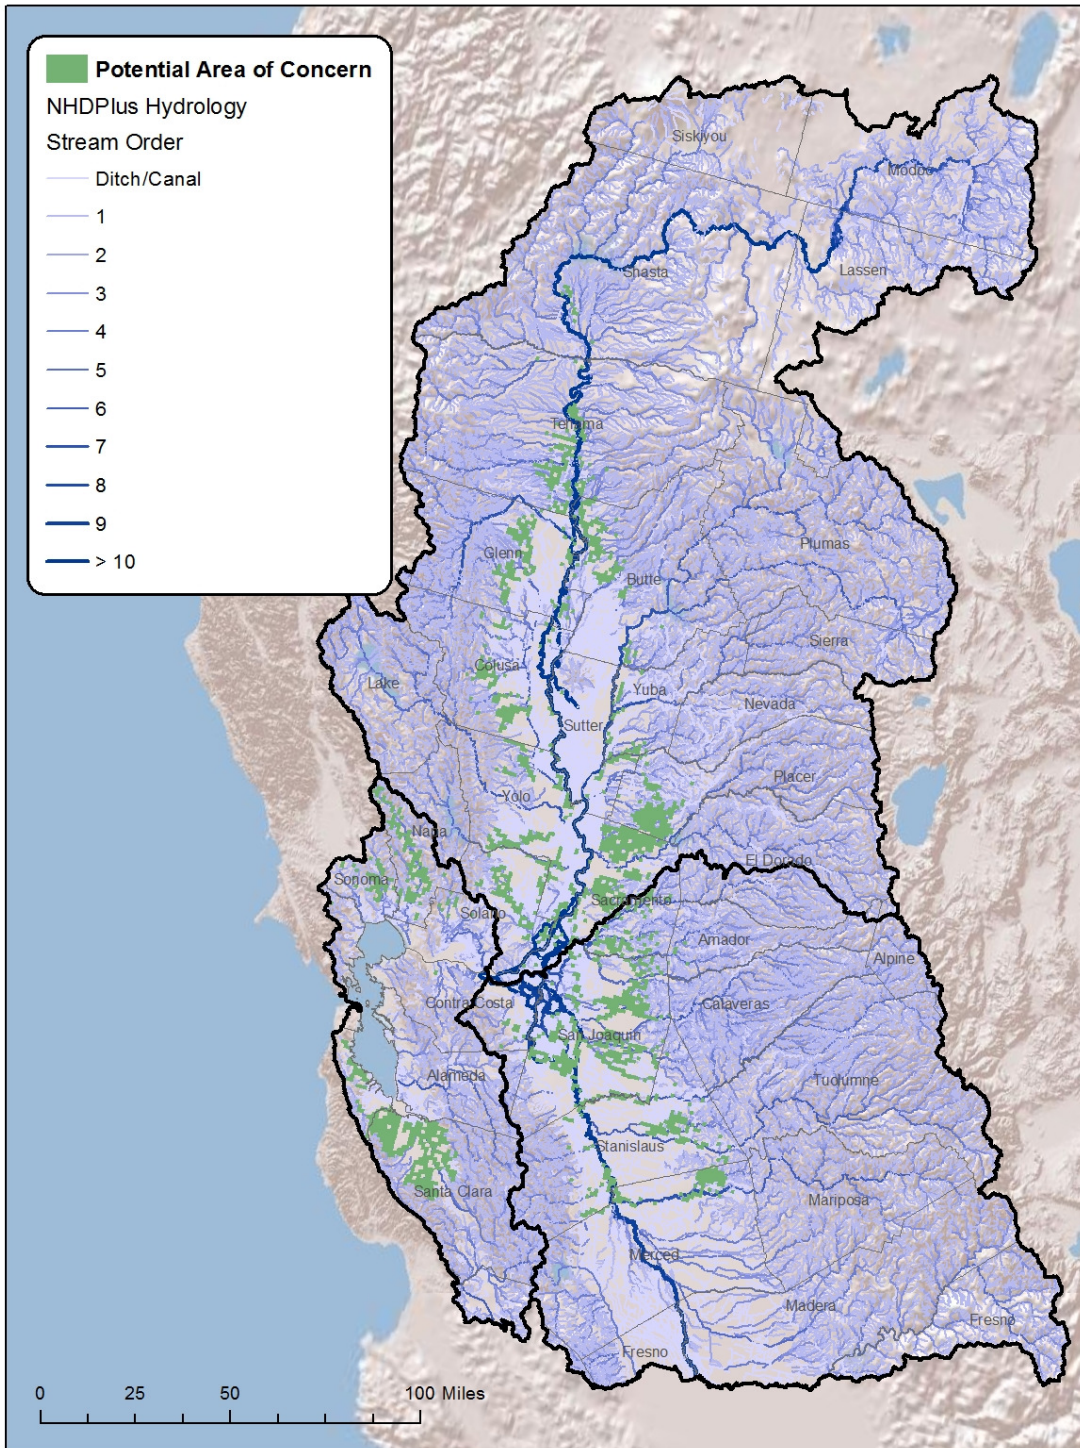 Potential Area of Concern
NHDPlus Hydrology
Stream Order
Ditch/Canal
1
2
3
4
5
6
7
8
9
> 10
Siskiyou
Modoc
Shasta
Lassen
Tehama
Plumas
Glenn
Butte
Sierra
Colusa
Lake
Yuba
Nevada
Sutter
Placer
Yolo
Napa
El Dorado
Sonoma
Sacramento
Solano
Amador
Alpine
Contra Costa
Calaveras
San Joaquin
Alameda
Tuolumne
Stanislaus
Santa Clara
Mariposa
Merced
Madera
Fresno
Fresno
0 25 50 100 Miles